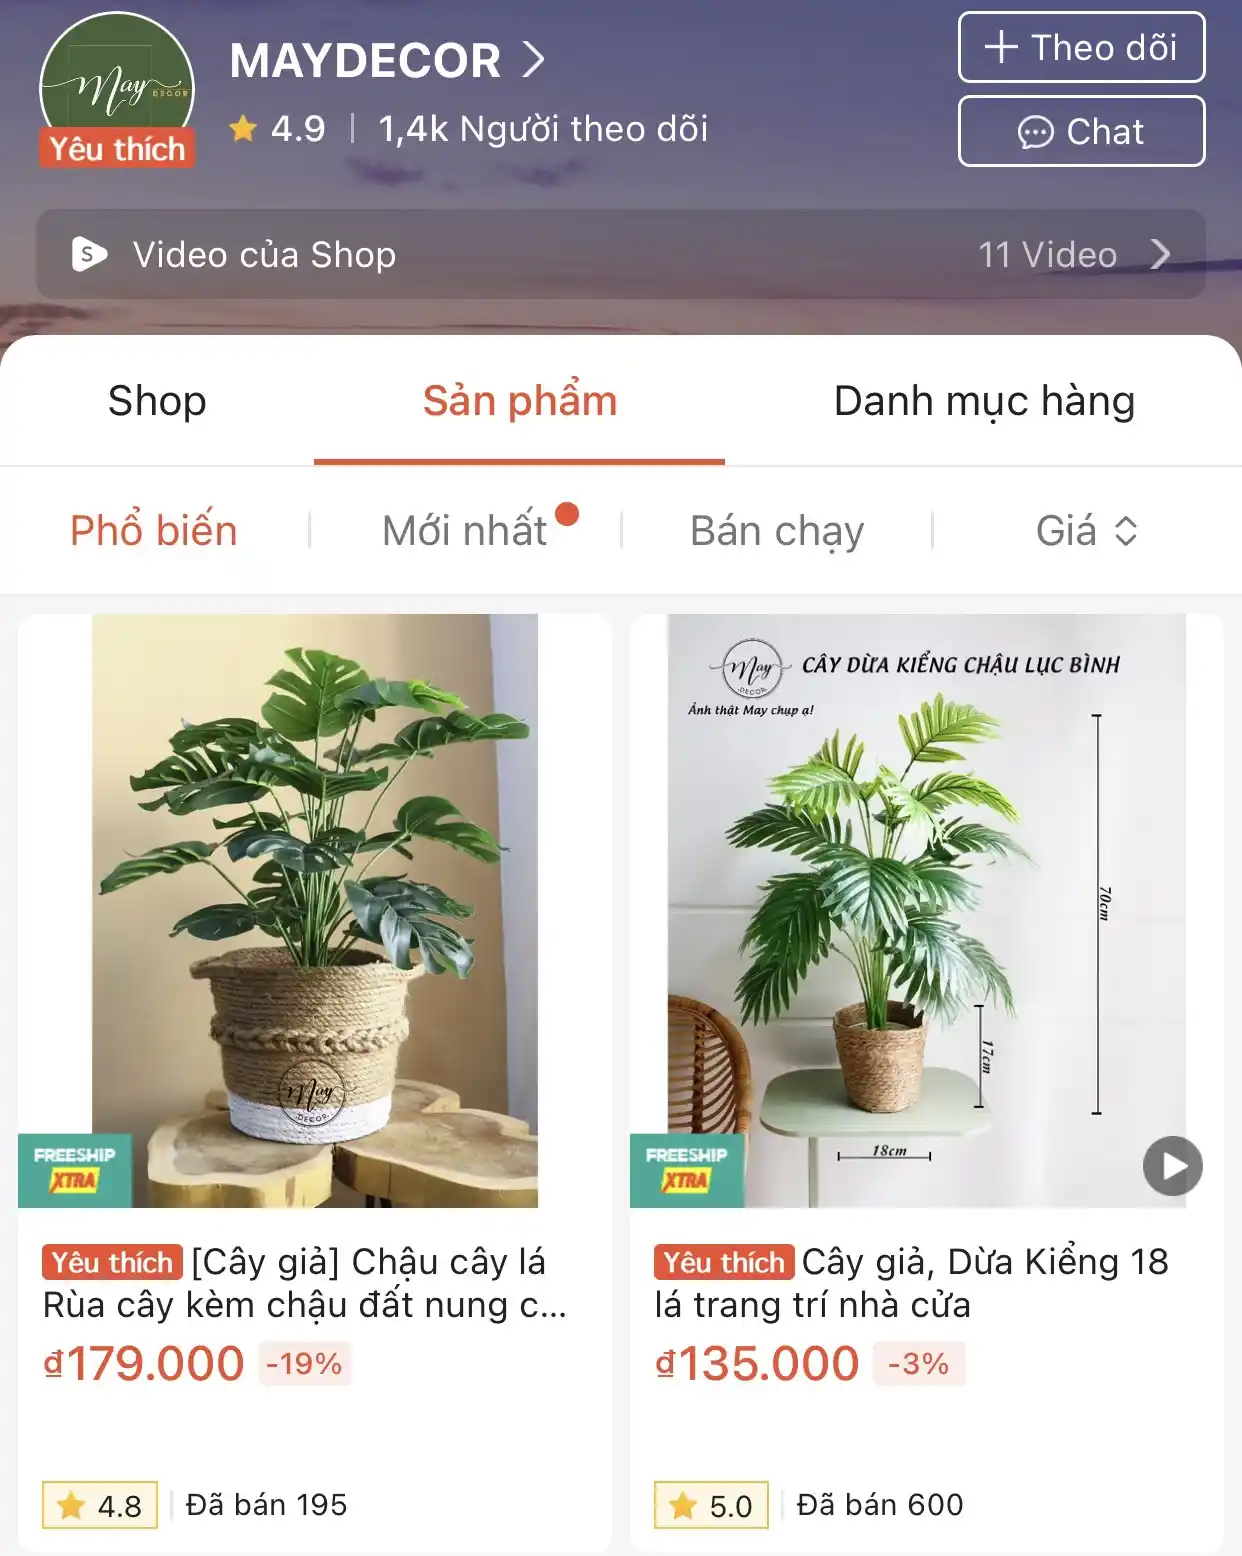 May
DECOR
Yêu thích
MAYDECOR
4.9 | 1,4k Người theo dõi
+ Theo dõi
Chat
S Video của Shop
11 Video
Shop
Sản phẩm
Danh mục hàng
Phổ biến
Mới nhất
Bán chạy
Giá
May
DECOR
FREESHIP
XTRA
Yêu thích [Cây giả] Chậu cây lá
Rùa cây kèm chậu đất nung c...
₫179.000 -19%
4.8 | Đã bán 195
May
DECOR
CÂY DỪA KIỂNG CHẬU LỤC BÌNH
Ảnh thật May chụp ạ!
70cm
17cm
18cm
FREESHIP
XTRA
Yêu thích Cây giả, Dừa Kiểng 18
lá trang trí nhà cửa
₫135.000 -3%
5.0 | Đã bán 600